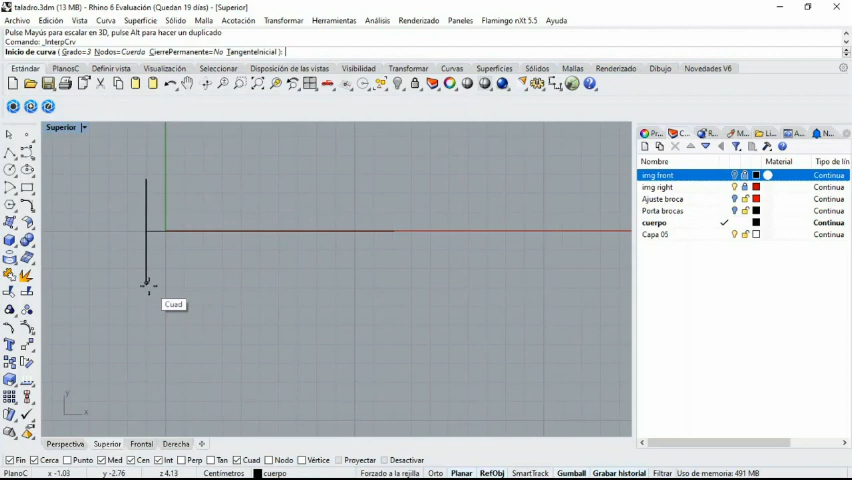 taladro.3dm (13 MB) - Rhino 6 Evaluación (Quedan 19 días) - [Superior]
Archivo Edición Vista Curva Superficie Sólido Malla Acotación Transformar Herramientas Análisis Renderizado Paneles Flamingo nXt 5.5 Ayuda
Pulse Mayús para escalar en 3D, pulse Alt para hacer un duplicado
Comando: _InterpCrv
Inicio de curva ( Grado=3 Nodos=Cuerda CierrePermanente=No TangenteInicial ):
Estándar PlanosC Definir vista Visualización Seleccionar Disposición de las vistas Visibilidad Transformar Curvas Superficies Sólidos Mallas Renderizado Dibujo Novedades V6
Superior
Pr... C... R... M... Li... A... N...
Nombre Material Tipo de lín
img front Continua
img right Continua
Ajuste broca Continua
Porta brocas Continua
cuerpo Continua
Capa 05 Continua
Cuad
y
x
Perspectiva Superior Frontal Derecha
Fin Cerca Punto Med Cen Int Perp Tan Cuad Nodo Vértice Proyectar Desactivar
PlanoC x -1.03 y -2.76 z 4.13 Centímetros cuerpo Forzado a la rejilla Orto Planar RefObj SmartTrack Gumball Grabar historial Filtrar Uso de memoria: 491 MB